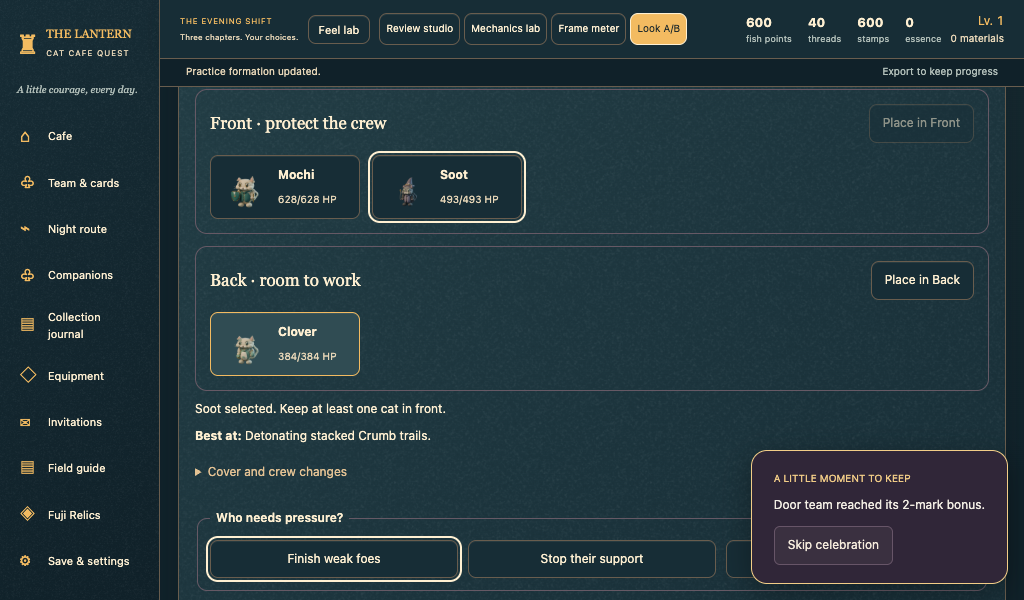 THE LANTERN
CAT CAFE QUEST
A little courage, every day.
Cafe
Team & cards
Night route
Companions
Collection
journal
Equipment
Invitations
Field guide
Fuji Relics
Save & settings
THE EVENING SHIFT
Three chapters. Your choices.
Feel lab
Review studio
Mechanics lab
Frame meter
Look A/B
600
fish points
40
threads
600
stamps
0
essence
Lv. 1
0 materials
Practice formation updated.
Export to keep progress
Front · protect the crew
Place in Front
Mochi
628/628 HP
Soot
493/493 HP
Back · room to work
Place in Back
Clover
384/384 HP
Soot selected. Keep at least one cat in front.
Best at: Detonating stacked Crumb trails.
Cover and crew changes
Who needs pressure?
Finish weak foes
Stop their support
A LITTLE MOMENT TO KEEP
Door team reached its 2-mark bonus.
Skip celebration